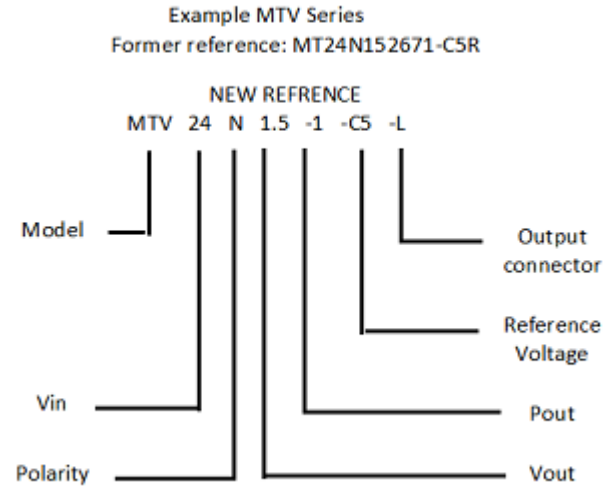 Example MTV Series
Former reference: MT24N152671-C5R
NEW REFRENCE
MTV 24 N 1.5 -1 -C5 -L
Model
Output
connector
Reference
Voltage
Vin
Pout
Polarity
Vout